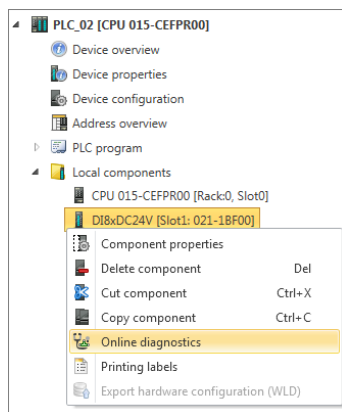 PLC_02 [CPU 015-CEFPR00]
Device overview
Device properties
Device configuration
Address overview
PLC program
Local components
CPU 015-CEFPR00 [Rack:0, Slot0]
DI8xDC24V [Slot1: 021-1BF00]
Component properties
Delete component Del
Cut component Ctrl+X
Copy component Ctrl+C
Online diagnostics
Printing labels
Export hardware configuration (WLD)